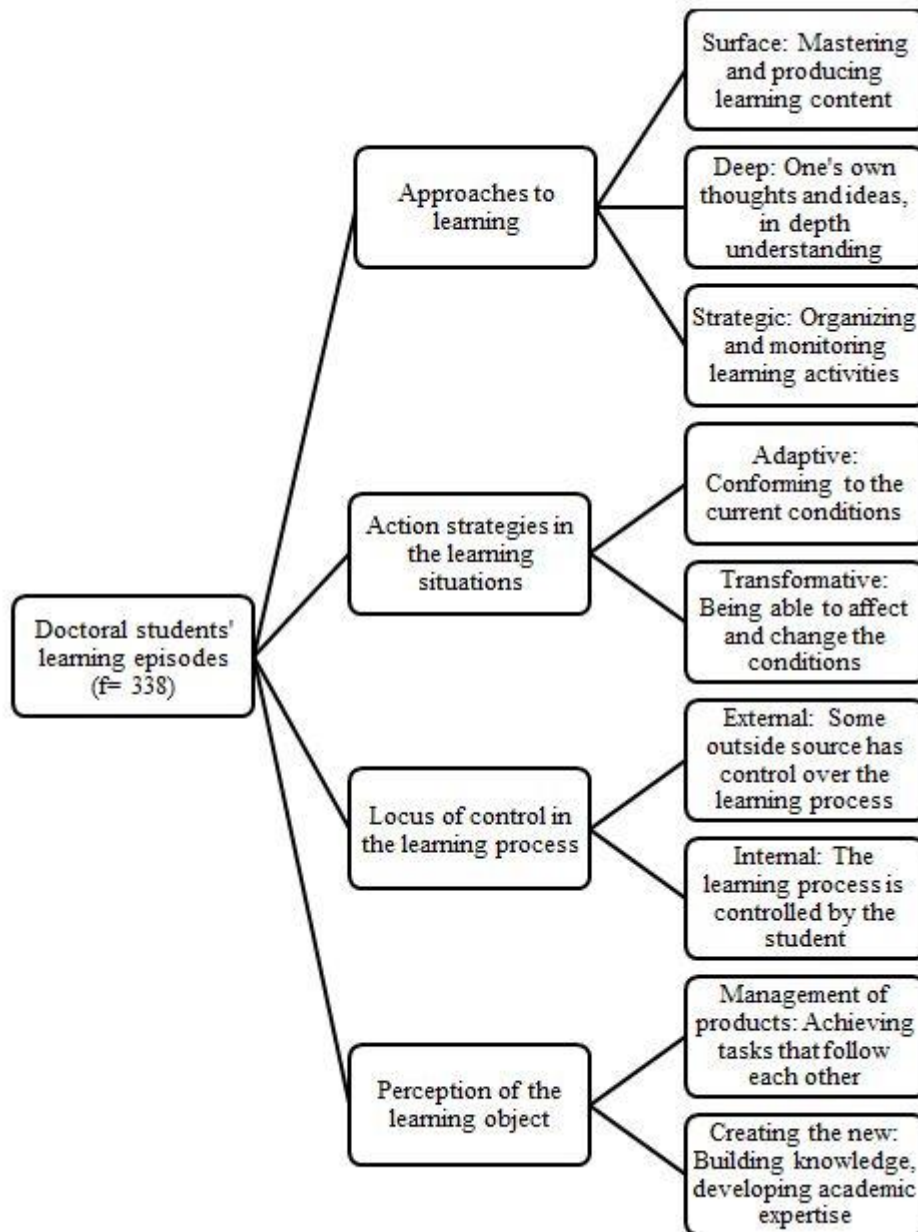 Surface: Mastering
and producing
learning content
Approaches to
learning
Deep: One's own
thoughts and ideas,
in depth
understanding
Strategic: Organizing
and monitoring
learning activities
Adaptive:
Conforming to the
current conditions
Action strategies in
the learning
situations
Transformative:
Being able to affect
and change the
conditions
Doctoral students'
learning episodes
(f= 338)
External: Some
outside source has
control over the
learning process
Locus of control in
the learning process
Internal: The
learning process is
controlled by the
student
Management of
products: Achieving
tasks that follow
each other
Perception of the
learning object
Creating the new:
Building knowledge,
developing academic
expertise